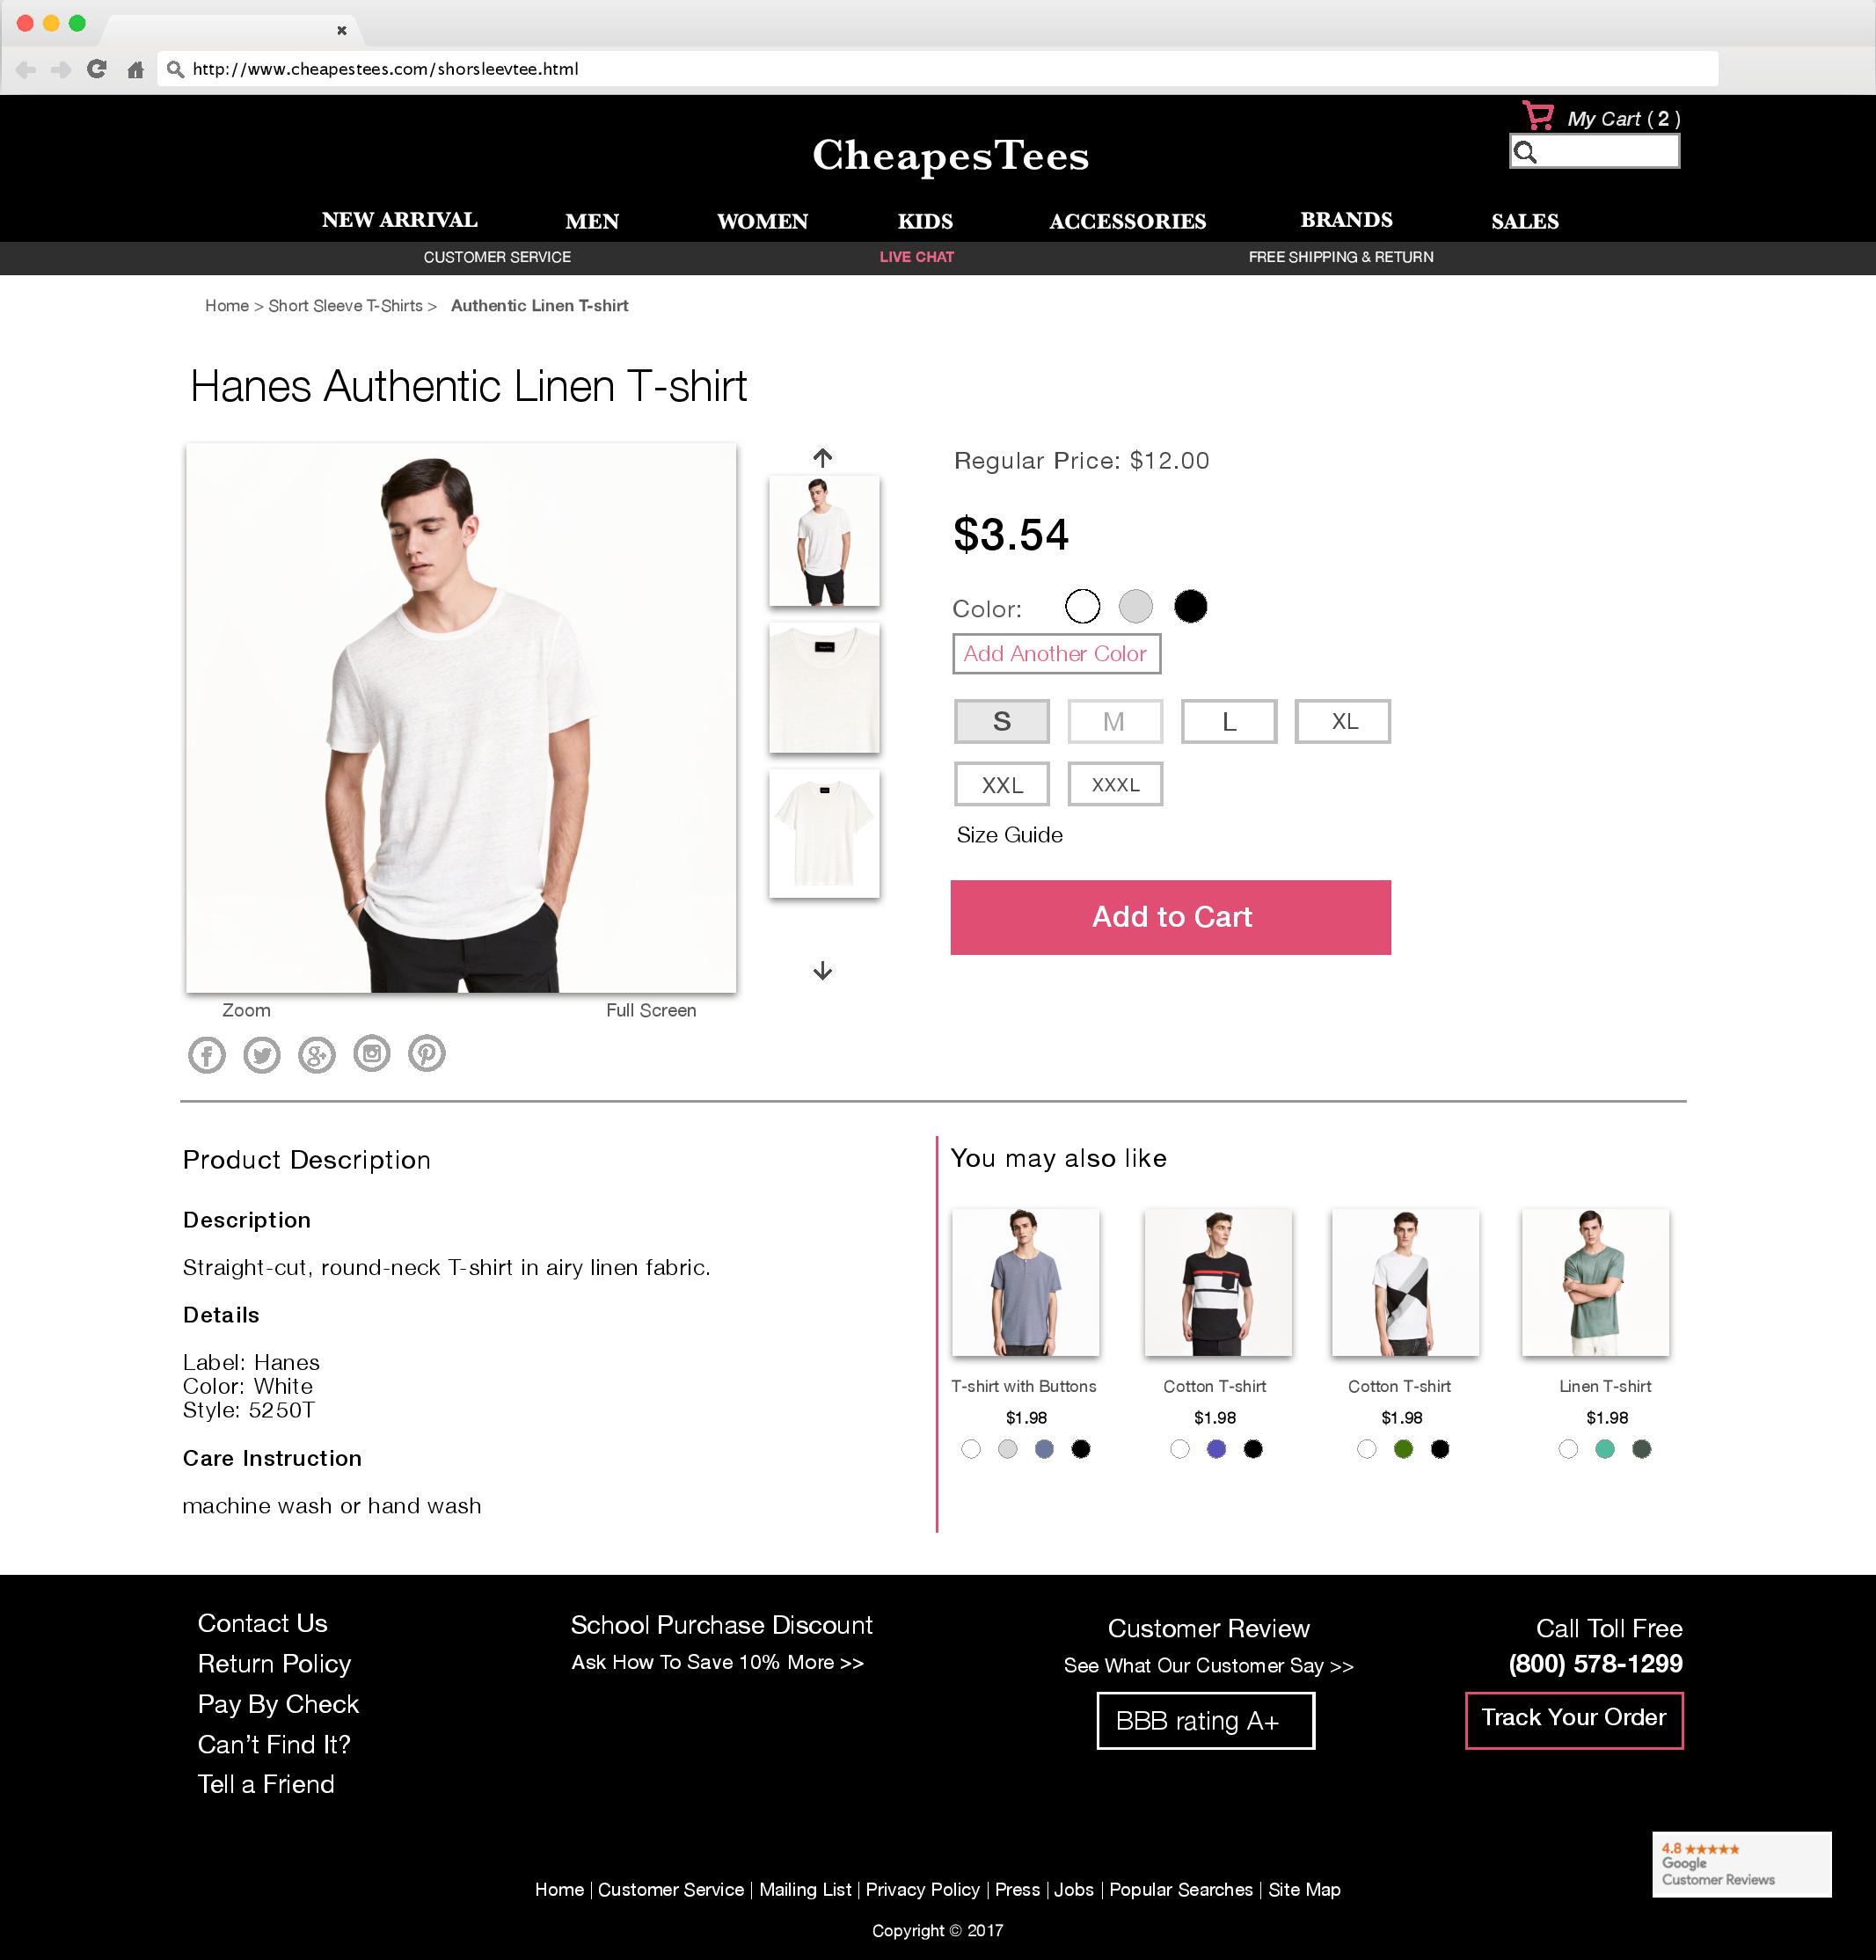 http://www.cheapestees.com/shorsleevtee.html
My Cart ( 2 )
CheapesTees
NEW ARRIVAL MEN WOMEN KIDS ACCESSORIES BRANDS SALES
CUSTOMER SERVICE LIVE CHAT FREE SHIPPING & RETURN
Home > Short Sleeve T-Shirts > Authentic Linen T-shirt
Hanes Authentic Linen T-shirt
Regular Price: $12.00
$3.54
Color:
Add Another Color
S M L XL
XXL XXXL
Size Guide
Add to Cart
Zoom Full Screen
Product Description
Description
Straight-cut, round-neck T-shirt in airy linen fabric.
Details
Label: Hanes
Color: White
Style: 5250T
Care Instruction
machine wash or hand wash
You may also like
T-shirt with Buttons Cotton T-shirt Cotton T-shirt Linen T-shirt
$1.98 $1.98 $1.98 $1.98
Contact Us
Return Policy
Pay By Check
Can’t Find It?
Tell a Friend
School Purchase Discount
Ask How To Save 10% More >>
Customer Review
See What Our Customer Say >>
BBB rating A+
Call Toll Free
(800) 578-1299
Track Your Order
4.8 ★★★★★
Google
Customer Reviews
Home | Customer Service | Mailing List | Privacy Policy | Press | Jobs | Popular Searches | Site Map
Copyright © 2017